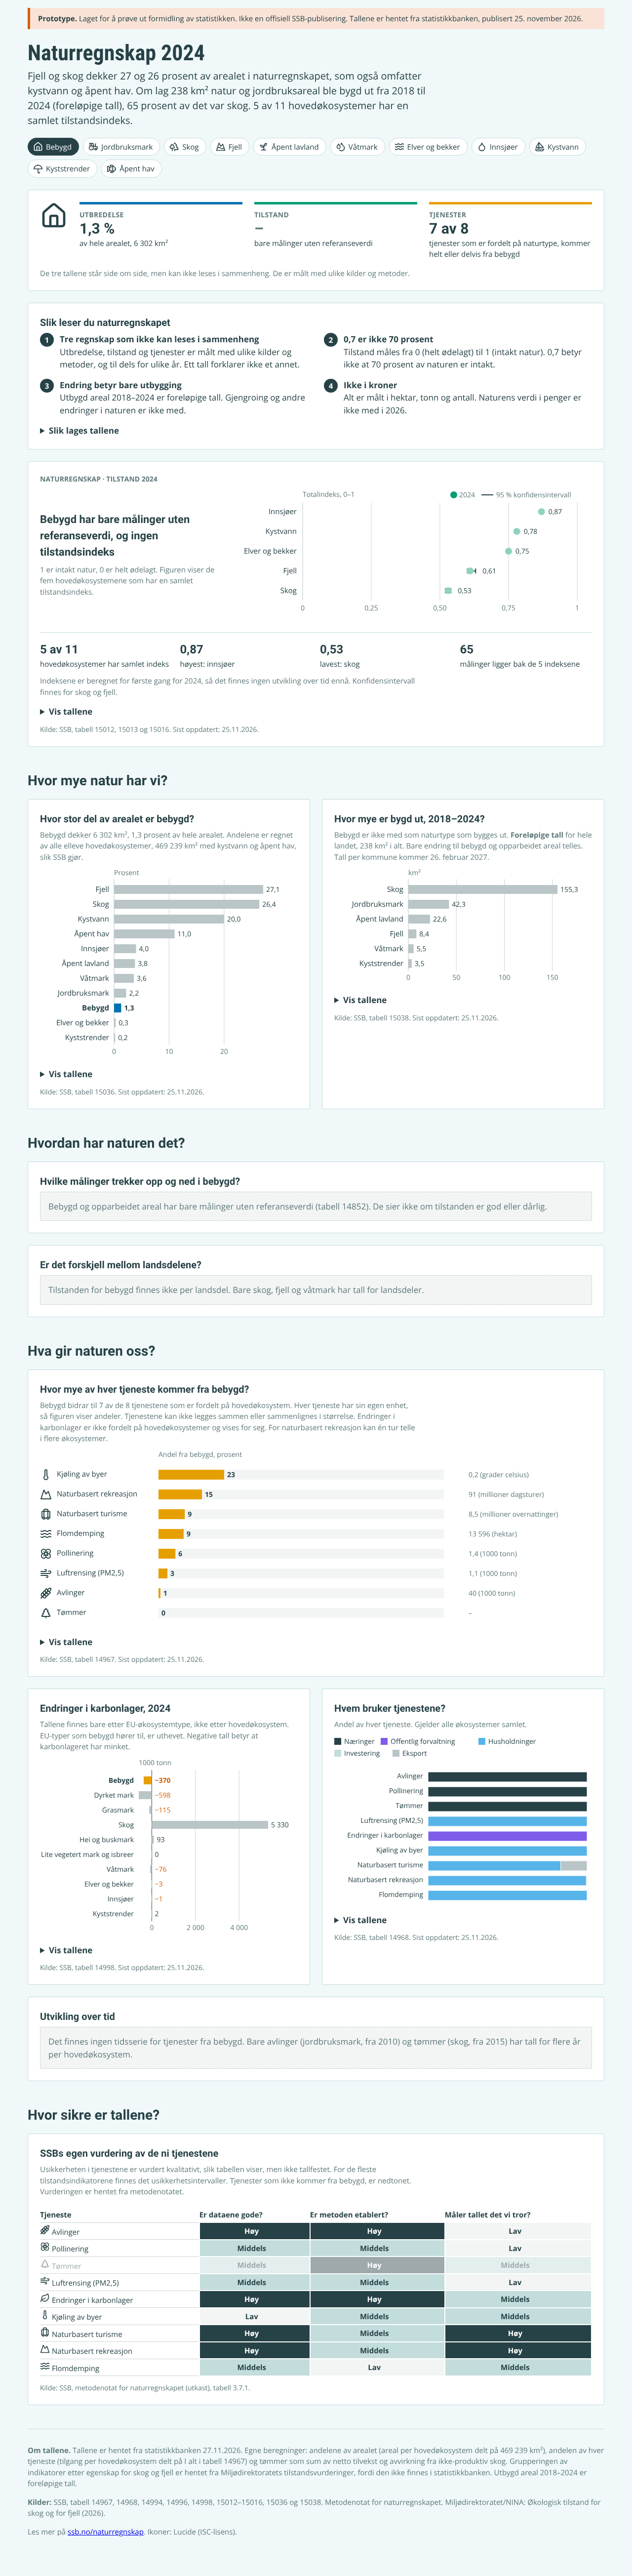 Prototype. Laget for å prøve ut formidling av statistikken. Ikke en offisiell SSB-publisering. Tallene er hentet fra statistikkbanken, publisert 25. november 2026.
Naturregnskap 2024
Fjell og skog dekker 27 og 26 prosent av arealet i naturregnskapet, som også omfatter
kystvann og åpent hav. Om lag 238 km² natur og jordbruksareal ble bygd ut fra 2018 til
2024 (foreløpige tall), 65 prosent av det var skog. 5 av 11 hovedøkosystemer har en
samlet tilstandsindeks.
Bebygd
Jordbruksmark
Skog
Fjell
Åpent lavland
Våtmark
Elver og bekker
Innsjøer
Kystvann
Kyststrender
Åpent hav
UTBREDELSE
1,3 %
av hele arealet, 6 302 km²
TILSTAND
–
bare målinger uten referanseverdi
TJENESTER
7 av 8
tjenester som er fordelt på naturtype, kommer
helt eller delvis fra bebygd
De tre tallene står side om side, men kan ikke leses i sammenheng. De er målt med ulike kilder og metoder.
Slik leser du naturregnskapet
1
Tre regnskap som ikke kan leses i sammenheng
Utbredelse, tilstand og tjenester er målt med ulike kilder og
metoder, og til dels for ulike år. Ett tall forklarer ikke et annet.
2
0,7 er ikke 70 prosent
Tilstand måles fra 0 (helt ødelagt) til 1 (intakt natur). 0,7 betyr
ikke at 70 prosent av naturen er intakt.
3
Endring betyr bare utbygging
Utbygd areal 2018–2024 er foreløpige tall. Gjengroing og andre
endringer i naturen er ikke med.
4
Ikke i kroner
Alt er målt i hektar, tonn og antall. Naturens verdi i penger er
ikke med i 2026.
Slik lages tallene
NATURREGNSKAP · TILSTAND 2024
Bebygd har bare målinger uten
referanseverdi, og ingen
tilstandsindeks
1 er intakt natur, 0 er helt ødelagt. Figuren viser de
fem hovedøkosystemene som har en samlet
tilstandsindeks.
Totalindeks, 0–1
2024
95 % konfidensintervall
Innsjøer
0,87
Kystvann
0,78
Elver og bekker
0,75
Fjell
0,61
Skog
0,53
0
0,25
0,50
0,75
1
5 av 11
hovedøkosystemer har samlet indeks
0,87
høyest: innsjøer
0,53
lavest: skog
65
målinger ligger bak de 5 indeksene
Indeksene er beregnet for første gang for 2024, så det finnes ingen utvikling over tid ennå. Konfidensintervall
finnes for skog og fjell.
Vis tallene
Kilde: SSB, tabell 15012, 15013 og 15016. Sist oppdatert: 25.11.2026.
Hvor mye natur har vi?
Hvor stor del av arealet er bebygd?
Bebygd dekker 6 302 km², 1,3 prosent av hele arealet. Andelene er regnet
av alle elleve hovedøkosystemer, 469 239 km² med kystvann og åpent hav,
slik SSB gjør.
Prosent
Fjell
27,1
Skog
26,4
Kystvann
20,0
Åpent hav
11,0
Innsjøer
4,0
Åpent lavland
3,8
Våtmark
3,6
Jordbruksmark
2,2
Bebygd
1,3
Elver og bekker
0,3
Kyststrender
0,2
0
10
20
Vis tallene
Kilde: SSB, tabell 15036. Sist oppdatert: 25.11.2026.
Hvor mye er bygd ut, 2018–2024?
Bebygd er ikke med som naturtype som bygges ut. Foreløpige tall for hele
landet, 238 km² i alt. Bare endring til bebygd og opparbeidet areal telles.
Tall per kommune kommer 26. februar 2027.
km²
Skog
155,3
Jordbruksmark
42,3
Åpent lavland
22,6
Fjell
8,4
Våtmark
5,5
Kyststrender
3,5
0
50
100
150
Vis tallene
Kilde: SSB, tabell 15038. Sist oppdatert: 25.11.2026.
Hvordan har naturen det?
Hvilke målinger trekker opp og ned i bebygd?
Bebygd og opparbeidet areal har bare målinger uten referanseverdi (tabell 14852). De sier ikke om tilstanden er god eller dårlig.
Er det forskjell mellom landsdelene?
Tilstanden for bebygd finnes ikke per landsdel. Bare skog, fjell og våtmark har tall for landsdeler.
Hva gir naturen oss?
Hvor mye av hver tjeneste kommer fra bebygd?
Bebygd bidrar til 7 av de 8 tjenestene som er fordelt på hovedøkosystem. Hver tjeneste har sin egen enhet,
så figuren viser andeler. Tjenestene kan ikke legges sammen eller sammenlignes i størrelse. Endringer i
karbonlager er ikke fordelt på hovedøkosystemer og vises for seg. For naturbasert rekreasjon kan én tur telle
i flere økosystemer.
Andel fra bebygd, prosent
Kjøling av byer
23
0,2 (grader celsius)
Naturbasert rekreasjon
15
91 (millioner dagsturer)
Naturbasert turisme
9
8,5 (millioner overnattinger)
Flomdemping
9
13 596 (hektar)
Pollinering
6
1,4 (1000 tonn)
Luftrensing (PM2,5)
3
1,1 (1000 tonn)
Avlinger
1
40 (1000 tonn)
Tømmer
0
–
Vis tallene
Kilde: SSB, tabell 14967. Sist oppdatert: 25.11.2026.
Endringer i karbonlager, 2024
Tallene finnes bare etter EU-økosystemtype, ikke etter hovedøkosystem.
EU-typer som bebygd hører til, er uthevet. Negative tall betyr at
karbonlageret har minket.
1000 tonn
Bebygd
−370
Dyrket mark
−598
Grasmark
−115
Skog
5 330
Hei og buskmark
93
Lite vegetert mark og isbreer
0
Våtmark
−76
Elver og bekker
−3
Innsjøer
−1
Kyststrender
2
0
2 000
4 000
Vis tallene
Kilde: SSB, tabell 14998. Sist oppdatert: 25.11.2026.
Hvem bruker tjenestene?
Andel av hver tjeneste. Gjelder alle økosystemer samlet.
Næringer
Offentlig forvaltning
Husholdninger
Investering
Eksport
Avlinger
Pollinering
Tømmer
Luftrensing (PM2,5)
Endringer i karbonlager
Kjøling av byer
Naturbasert turisme
Naturbasert rekreasjon
Flomdemping
Vis tallene
Kilde: SSB, tabell 14968. Sist oppdatert: 25.11.2026.
Utvikling over tid
Det finnes ingen tidsserie for tjenester fra bebygd. Bare avlinger (jordbruksmark, fra 2010) og tømmer (skog, fra 2015) har tall for flere år
per hovedøkosystem.
Hvor sikre er tallene?
SSBs egen vurdering av de ni tjenestene
Usikkerheten i tjenestene er vurdert kvalitativt, slik tabellen viser, men ikke tallfestet. For de fleste
tilstandsindikatorene finnes det usikkerhetsintervaller. Tjenester som ikke kommer fra bebygd, er nedtonet.
Vurderingen er hentet fra metodenotatet.
Tjeneste
Er dataene gode?
Er metoden etablert?
Måler tallet det vi tror?
Avlinger
Høy
Høy
Lav
Pollinering
Middels
Middels
Lav
Tømmer
Middels
Høy
Middels
Luftrensing (PM2,5)
Middels
Middels
Lav
Endringer i karbonlager
Høy
Høy
Middels
Kjøling av byer
Lav
Middels
Middels
Naturbasert turisme
Høy
Middels
Høy
Naturbasert rekreasjon
Høy
Middels
Høy
Flomdemping
Middels
Lav
Middels
Kilde: SSB, metodenotat for naturregnskapet (utkast), tabell 3.7.1.
Om tallene. Tallene er hentet fra statistikkbanken 27.11.2026. Egne beregninger: andelene av arealet (areal per hovedøkosystem delt på 469 239 km²), andelen av hver
tjeneste (tilgang per hovedøkosystem delt på I alt i tabell 14967) og tømmer som sum av netto tilvekst og avvirkning fra ikke-produktiv skog. Grupperingen av
indikatorer etter egenskap for skog og fjell er hentet fra Miljødirektoratets tilstandsvurderinger, fordi den ikke finnes i statistikkbanken. Utbygd areal 2018–2024 er
foreløpige tall.
Kilder: SSB, tabell 14967, 14968, 14994, 14996, 14998, 15012–15016, 15036 og 15038. Metodenotat for naturregnskapet. Miljødirektoratet/NINA: Økologisk tilstand for
skog og for fjell (2026).
Les mer på ssb.no/naturregnskap. Ikoner: Lucide (ISC-lisens).